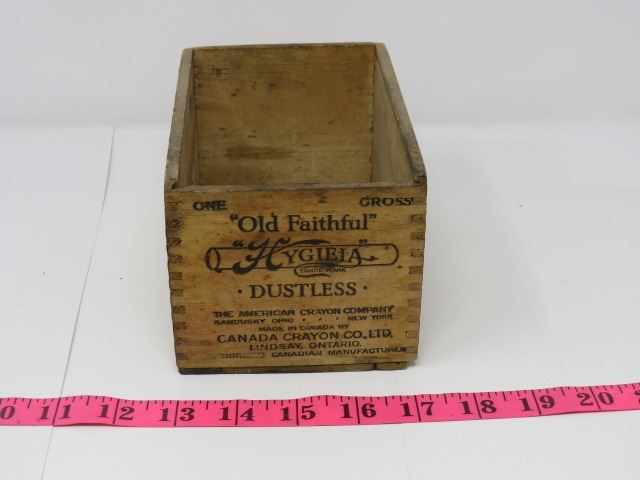 ONE GROSS
"Old Faithful"
"HYGIEIA"
TRADE MARK
· DUSTLESS ·
THE AMERICAN CRAYON COMPANY
SANDUSKY OHIO NEW YORK
MADE IN CANADA BY
CANADA CRAYON CO., LTD.
LINDSAY, ONTARIO.
CANADIAN MANUFACTURER
0 11 12 13 14 15 16 17 18 19 20